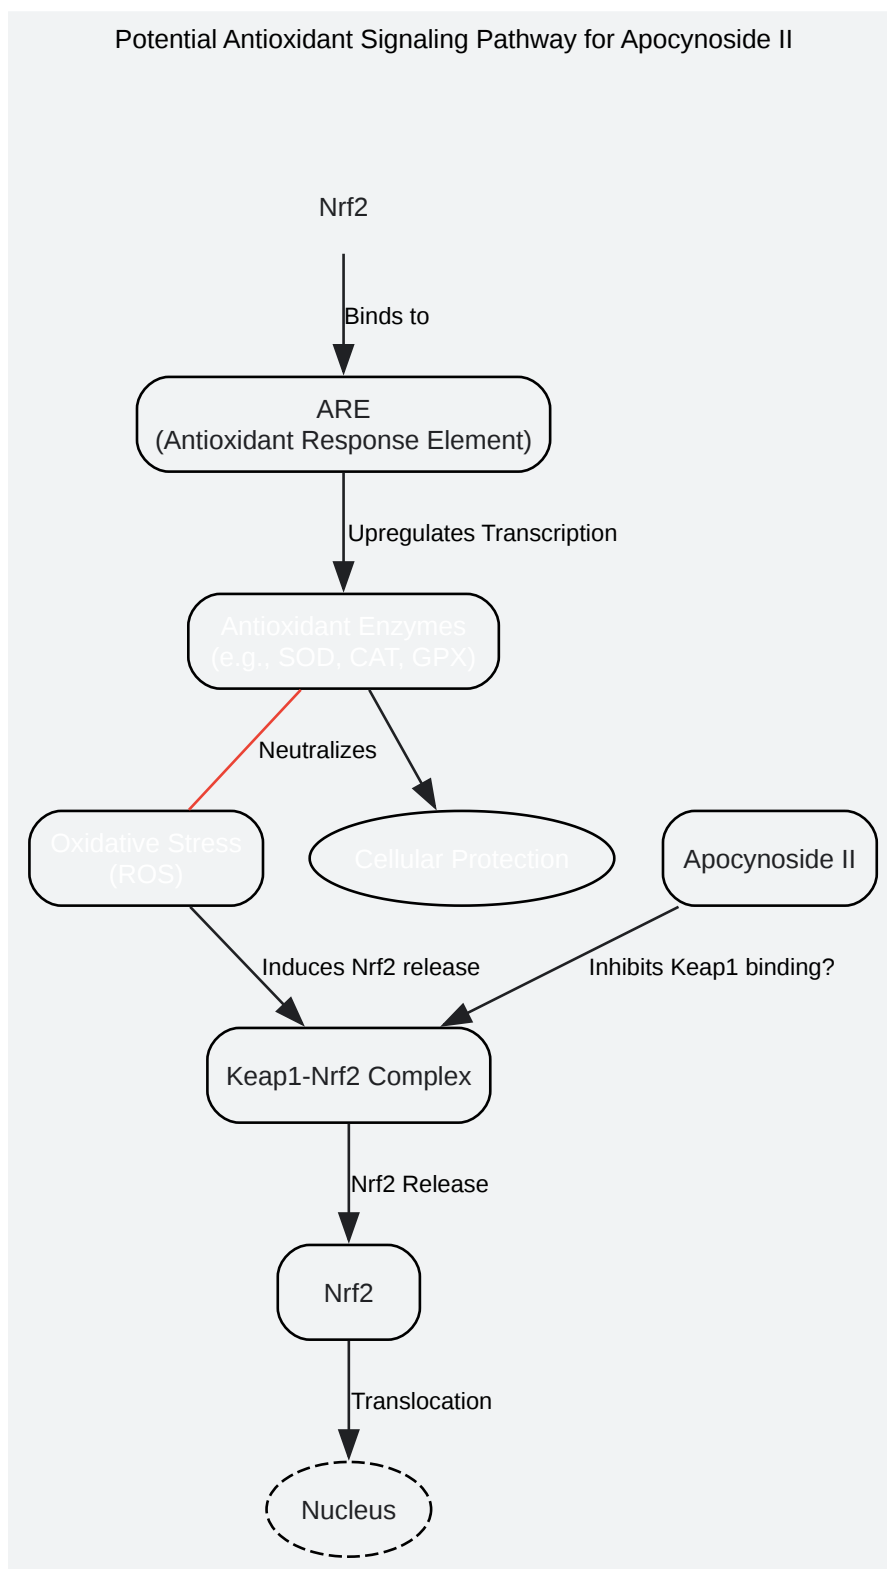 Potential Antioxidant Signaling Pathway for Apocynoside II
Nrf2
Binds to
ARE
(Antioxidant Response Element)
Upregulates Transcription
Antioxidant Enzymes
(e.g., SOD, CAT, GPX)
Neutralizes
Oxidative Stress
(ROS)
Cellular Protection
Apocynoside II
Induces Nrf2 release
Inhibits Keap1 binding?
Keap1-Nrf2 Complex
Nrf2 Release
Nrf2
Translocation
Nucleus